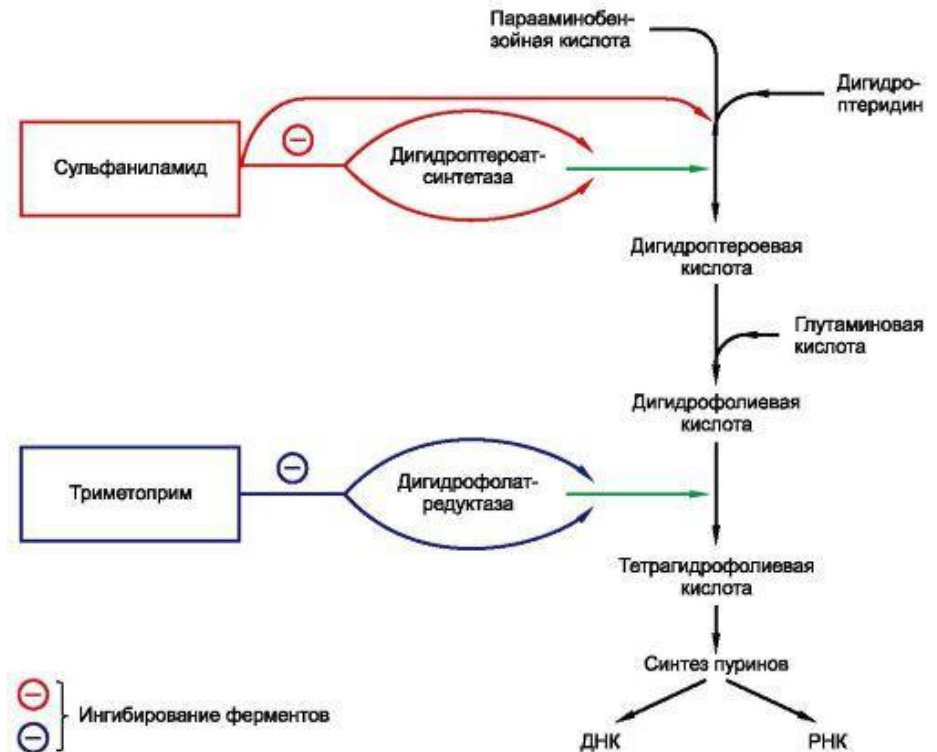 Парааминобен-
зойная кислота
Дигидро-
птеридин
Сульфаниламид
Дигидроптероат-
синтетаза
Дигидроптероевая
кислота
Глутаминовая
кислота
Дигидрофолиевая
кислота
Триметоприм
Дигидрофолат-
редуктаза
Тетрагидрофолиевая
кислота
Синтез пуринов
Ингибирование ферментов
ДНК
РНК